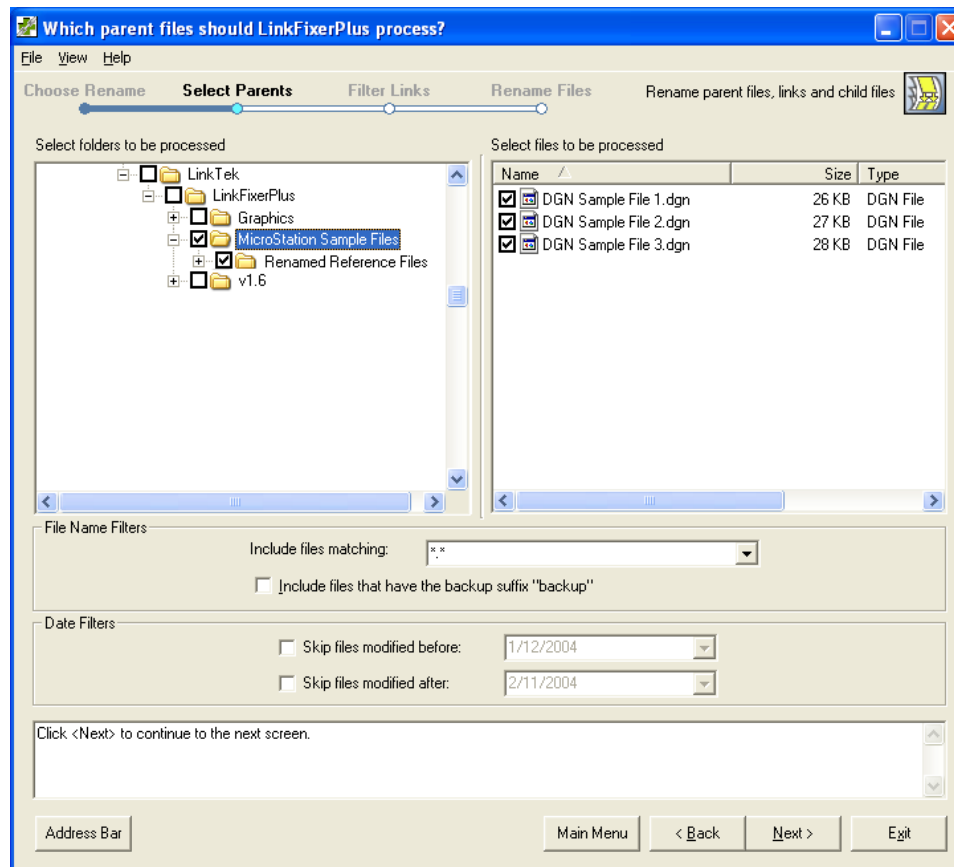 Which parent files should LinkFixerPlus process?
File View Help
Choose Rename Select Parents Filter Links Rename Files Rename parent files, links and child files
Select folders to be processed
LinkTek
LinkFixerPlus
Graphics
MicroStation Sample Files
Renamed Reference Files
v1.6
Select files to be processed
Name Size Type
DGN Sample File 1.dgn 26 KB DGN File
DGN Sample File 2.dgn 27 KB DGN File
DGN Sample File 3.dgn 28 KB DGN File
File Name Filters
Include files matching: *.*
Include files that have the backup suffix "backup"
Date Filters
Skip files modified before: 1/12/2004
Skip files modified after: 2/11/2004
Click <Next> to continue to the next screen.
Address Bar Main Menu < Back Next > Exit